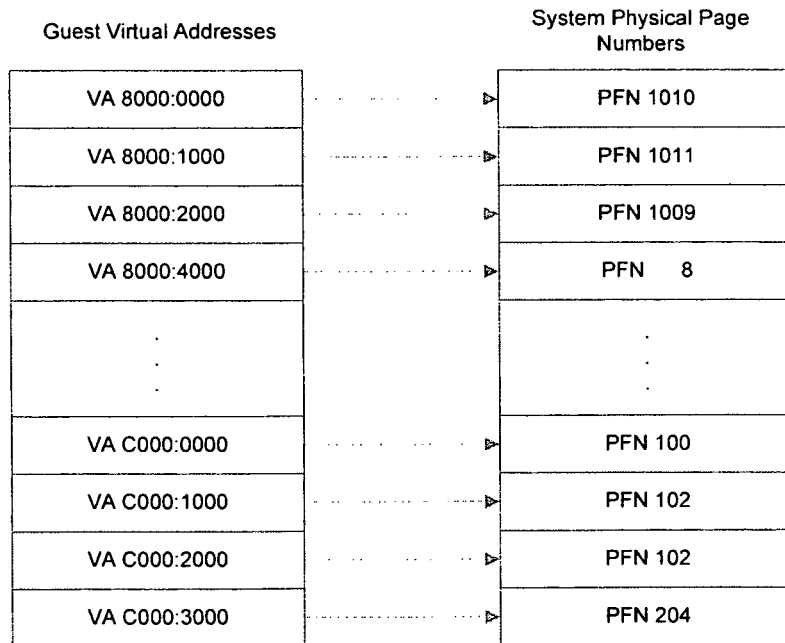 Guest Virtual Addresses
System Physical Page
Numbers
VA 8000:0000
PFN 1010
VA 8000:1000
PFN 1011
VA 8000:2000
PFN 1009
VA 8000:4000
PFN 8
VA C000:0000
PFN 100
VA C000:1000
PFN 102
VA C000:2000
PFN 102
VA C000:3000
PFN 204